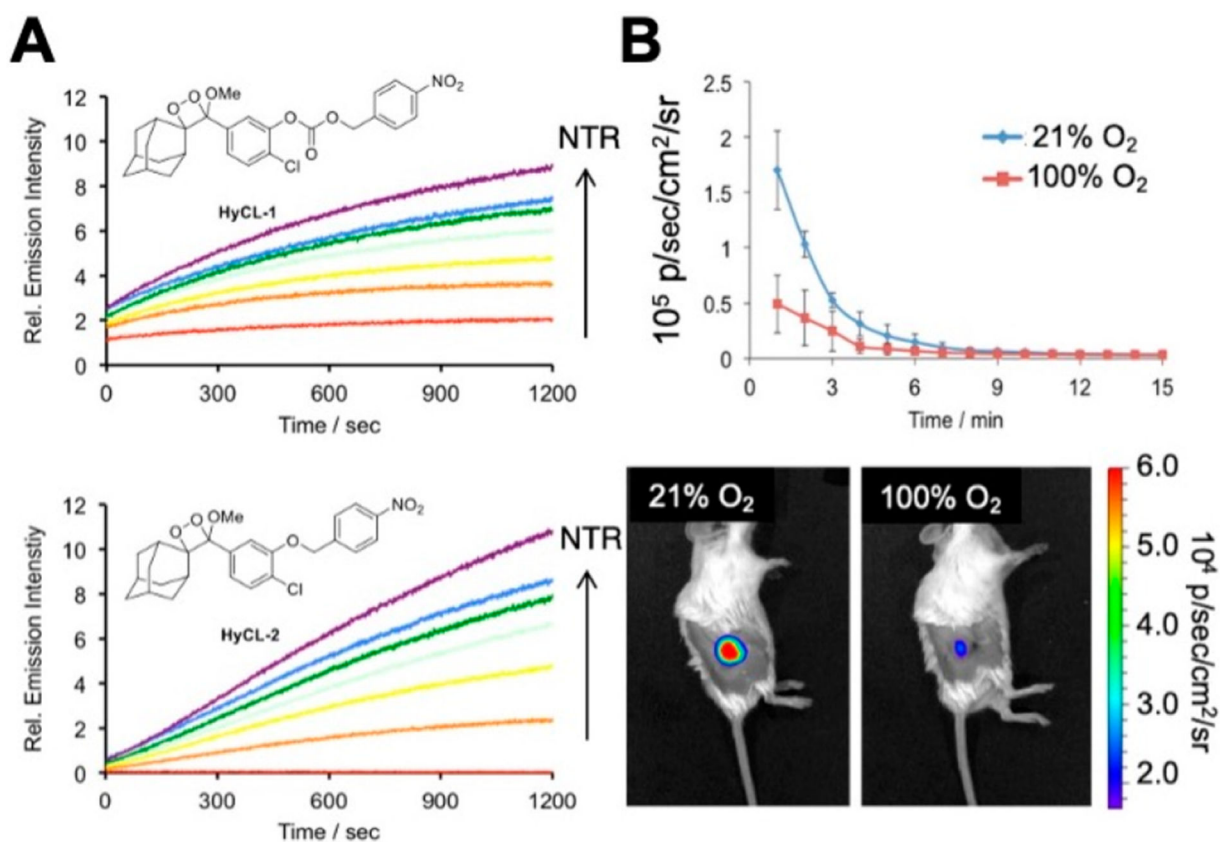 A
B
12
10
8
6
4
2
0
Rel. Emission Intensity
O
O
OMe
O
O
O
NO2
Cl
HyCL-1
NTR
0
300
600
900
1200
Time / sec
12
10
8
6
4
2
0
Rel. Emission Intenstiy
O
O
OMe
O
NO2
Cl
HyCL-2
NTR
0
300
600
900
1200
Time / sec
2.5
2
1.5
1
0.5
0
10⁵ p/sec/cm²/sr
21% O₂
100% O₂
0
3
6
9
12
15
Time / min
21% O₂
100% O₂
6.0
5.0
4.0
3.0
2.0
10⁴ p/sec/cm²/sr